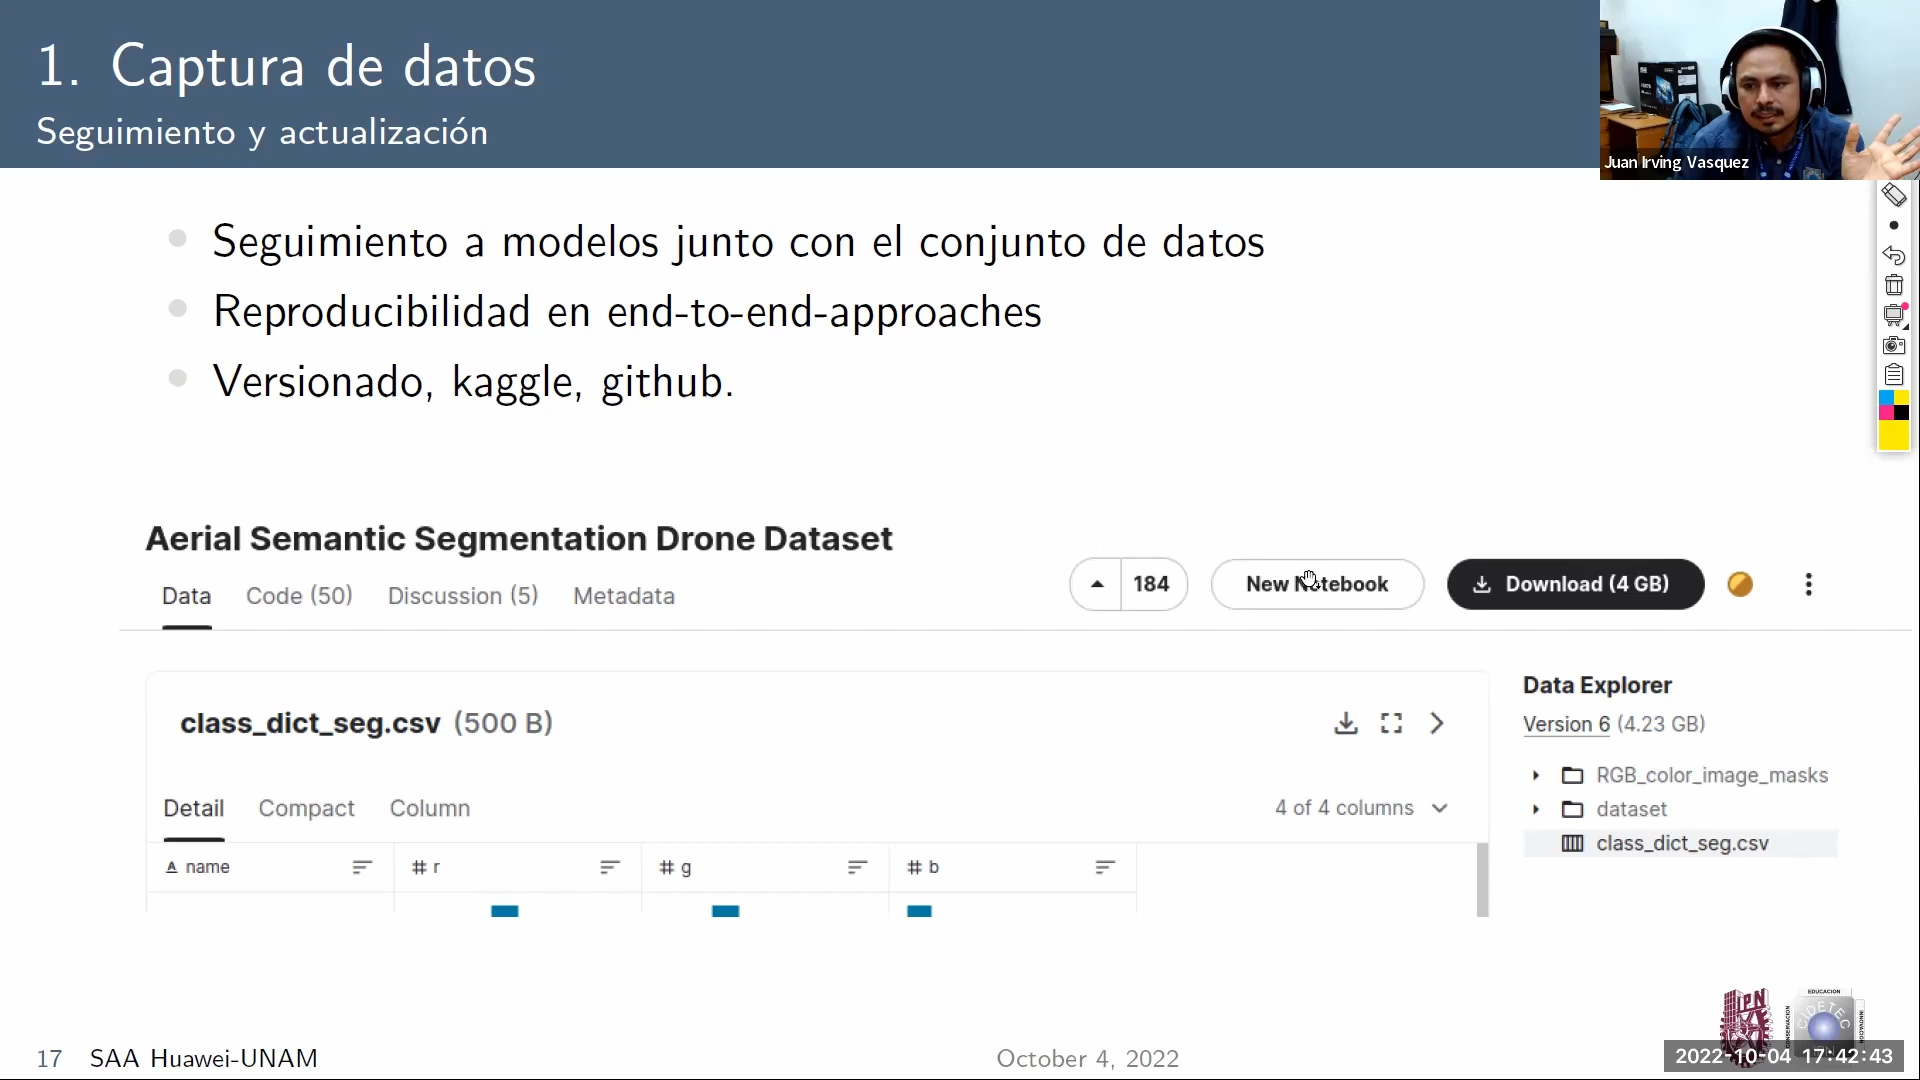 1. Captura de datos
Seguimiento y actualización
Juan Irving Vasquez
Seguimiento a modelos junto con el conjunto de datos
Reproducibilidad en end-to-end-approaches
Versionado, kaggle, github.
Aerial Semantic Segmentation Drone Dataset
Data Code (50) Discussion (5) Metadata
184 New Notebook Download (4 GB)
class_dict_seg.csv (500 B)
Detail Compact Column 4 of 4 columns
name # r # g # b
Data Explorer
Version 6 (4.23 GB)
RGB_color_image_masks
dataset
class_dict_seg.csv
IPN
EDUCACION
CIDETEC
17 SAA Huawei-UNAM October 4, 2022
2022-10-04 17:42:43